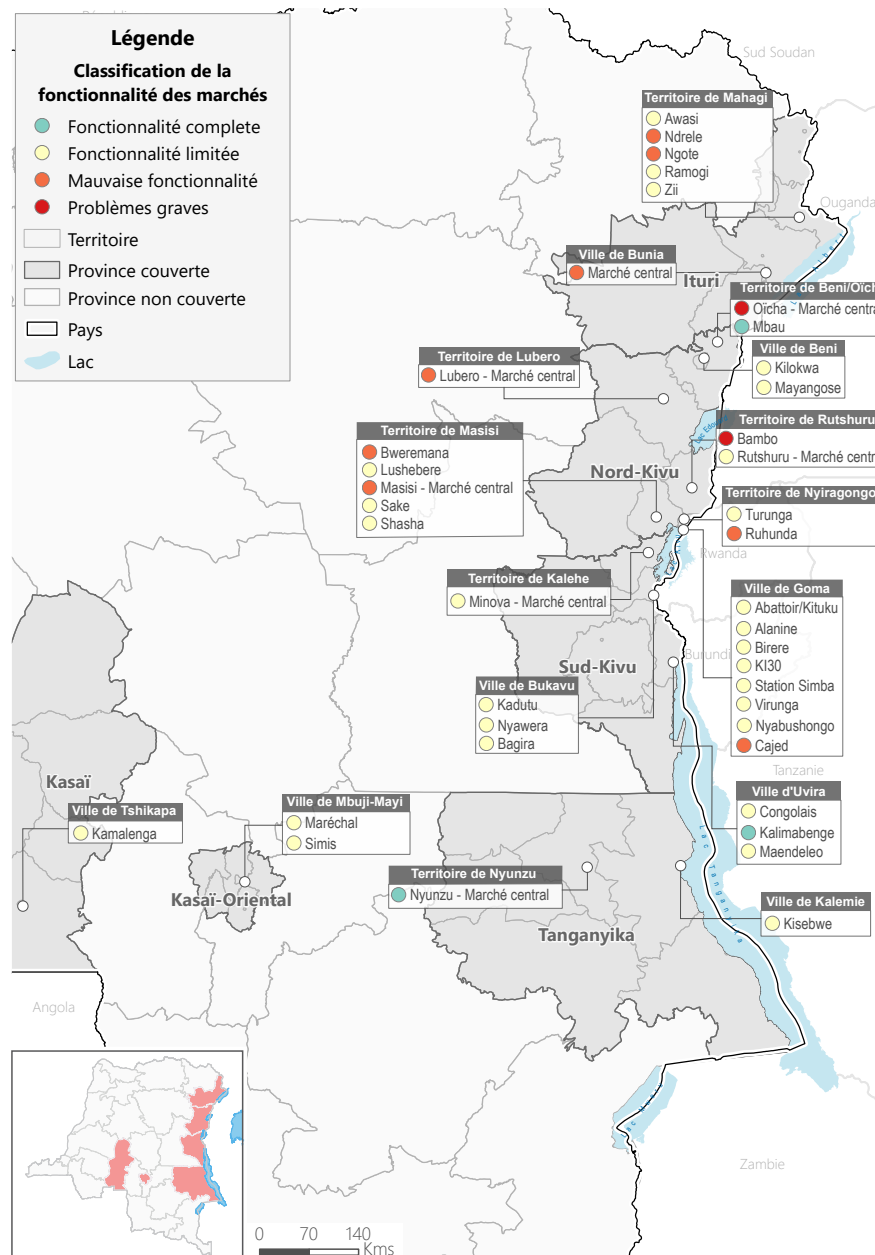 Légende
Classification de la
fonctionnalité des marchés
Fonctionnalité complete
Fonctionnalité limitée
Mauvaise fonctionnalité
Problèmes graves
Territoire
Province couverte
Province non couverte
Pays
Lac
Sud Soudan
Territoire de Mahagi
Awasi
Ndrele
Ngote
Ramogi
Zii
Ouganda
Ville de Bunia
Marché central
Ituri
Territoire de Beni/Oïch
Oïcha - Marché centra
Mbau
Ville de Beni
Kilokwa
Mayangose
Territoire de Lubero
Lubero - Marché central
Territoire de Rutshuru
Bambo
Rutshuru - Marché centr
Territoire de Masisi
Bweremana
Lushebere
Masisi - Marché central
Sake
Shasha
Nord-Kivu
Territoire de Nyiragongo
Turunga
Ruhunda
Rwanda
Territoire de Kalehe
Minova - Marché central
Ville de Goma
Abattoir/Kituku
Alanine
Birere
KI30
Station Simba
Virunga
Nyabushongo
Cajed
Burundi
Sud-Kivu
Ville de Bukavu
Kadutu
Nyawera
Bagira
Tanzanie
Ville d'Uvira
Congolais
Kalimabenge
Maendeleo
Kasaï
Ville de Tshikapa
Kamalenga
Ville de Mbuji-Mayi
Maréchal
Simis
Kasaï-Oriental
Territoire de Nyunzu
Nyunzu - Marché central
Lac Tanganyika
Ville de Kalemie
Kisebwe
Tanganyika
Angola
Zambie
0 70 140
Kms